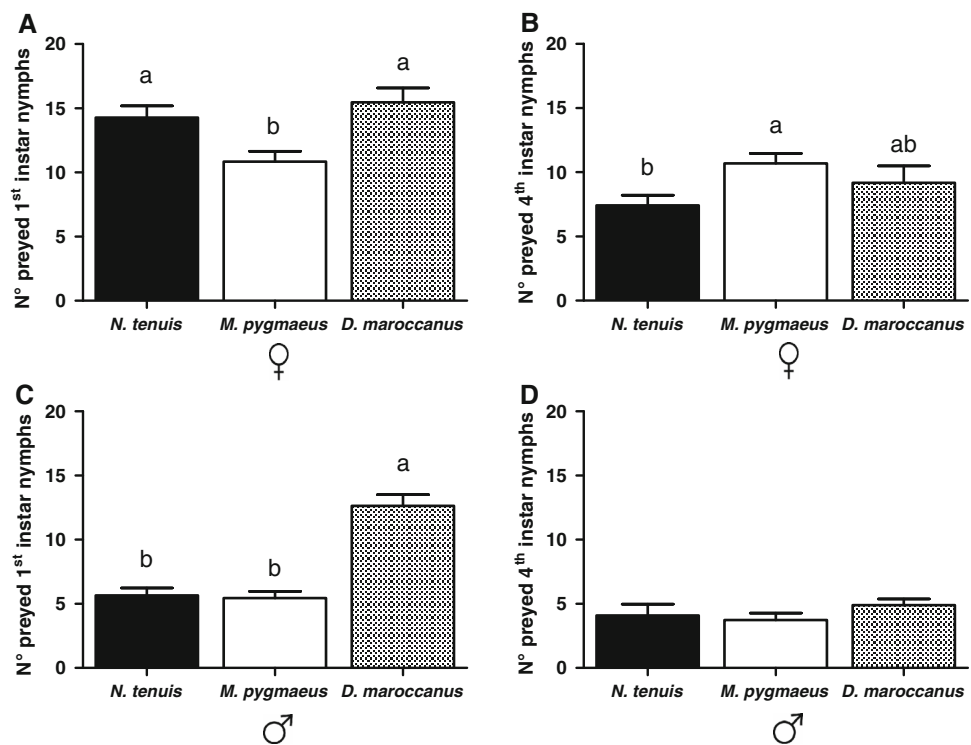 A
N° preyed 1st instar nymphs
20
15
10
5
0
a
b
a
N. tenuis M. pygmaeus D. maroccanus
♀
B
N° preyed 4th instar nymphs
20
15
10
5
0
b
a
ab
N. tenuis M. pygmaeus D. maroccanus
♀
C
N° preyed 1st instar nymphs
20
15
10
5
0
b
b
a
N. tenuis M. pygmaeus D. maroccanus
♂
D
N° preyed 4th instar nymphs
20
15
10
5
0
N. tenuis M. pygmaeus D. maroccanus
♂